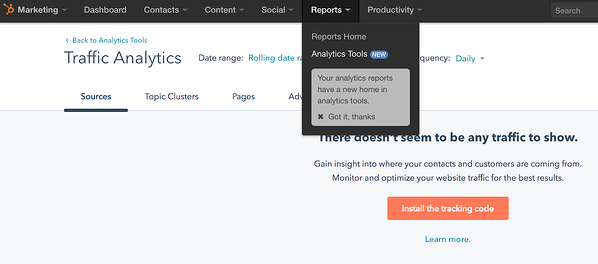 Marketing Dashboard Contacts Content Social Reports Productivity Search
Reports Home
Analytics Tools NEW
Your analytics reports
have a new home in
analytics tools.
✖ Got it, thanks
‹ Back to Analytics Tools
Traffic Analytics Date range: Rolling date ra quency: Daily
Sources Topic Clusters Pages Adv
There doesn't seem to be any traffic to show.
Gain insight into where your contacts and customers are coming from.
Monitor and optimize your website traffic for the best results.
Install the tracking code
Learn more.